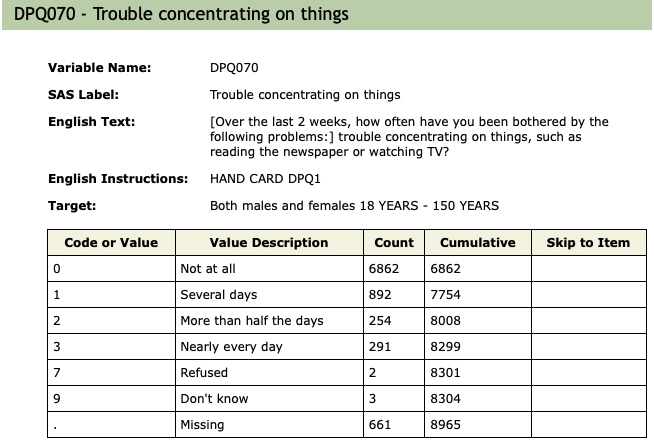 DPQ070 - Trouble concentrating on things
Variable Name: DPQ070
SAS Label: Trouble concentrating on things
English Text: [Over the last 2 weeks, how often have you been bothered by the
following problems:] trouble concentrating on things, such as
reading the newspaper or watching TV?
English Instructions: HAND CARD DPQ1
Target: Both males and females 18 YEARS - 150 YEARS
Code or Value Value Description Count Cumulative Skip to Item
0 Not at all 6862 6862
1 Several days 892 7754
2 More than half the days 254 8008
3 Nearly every day 291 8299
7 Refused 2 8301
9 Don't know 3 8304
. Missing 661 8965